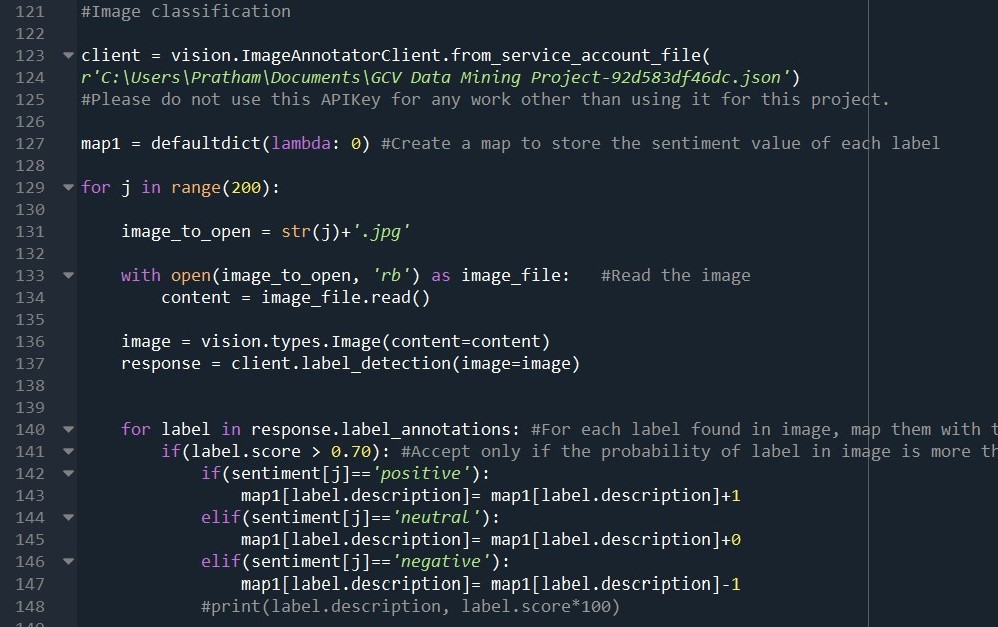 121 #Image classification
122
123 client = vision.ImageAnnotatorClient.from_service_account_file(
124 r'C:\Users\Pratham\Documents\GCV Data Mining Project-92d583df46dc.json')
125 #Please do not use this APIKey for any work other than using it for this project.
126
127 map1 = defaultdict(lambda: 0) #Create a map to store the sentiment value of each label
128
129 for j in range(200):
130
131     image_to_open = str(j)+'.jpg'
132
133     with open(image_to_open, 'rb') as image_file:   #Read the image
134         content = image_file.read()
135
136     image = vision.types.Image(content=content)
137     response = client.label_detection(image=image)
138
139
140     for label in response.label_annotations: #For each label found in image, map them with
141         if(label.score > 0.70): #Accept only if the probability of label in image is more
142             if(sentiment[j]=='positive'):
143                 map1[label.description]= map1[label.description]+1
144             elif(sentiment[j]=='neutral'):
145                 map1[label.description]= map1[label.description]+0
146             elif(sentiment[j]=='negative'):
147                 map1[label.description]= map1[label.description]-1
148             #print(label.description, label.score*100)